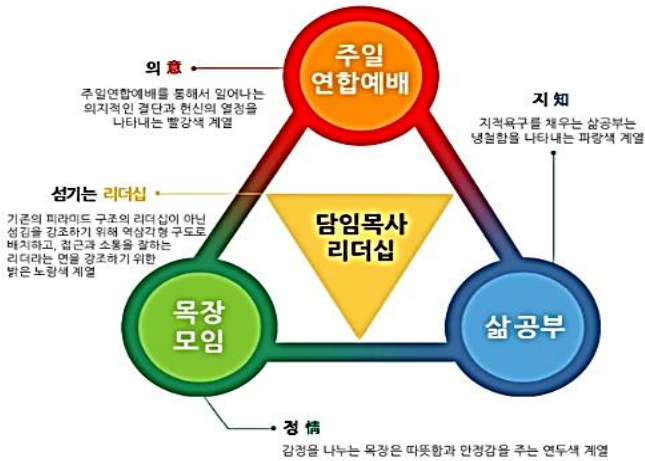 주일
연합예배
의 意
주일연합예배를 통해서 일어나는
의지적인 결단과 헌신의 열정을
나타내는 빨강색 계열
지 知
지적욕구를 채우는 삶공부는
냉철함을 나타내는 파랑색 계열
섬기는 리더십
기존의 피라미드 구조의 리더십이 아닌
섬김을 강조하기 위해 역삼각형 구도로
배치하고, 접근과 소통을 잘하는
리더라는 면을 강조하기 위한
밝은 노랑색 계열
담임목사
리더십
목장
모임
삶공부
정 情
감정을 나누는 목장은 따뜻함과 안정감을 주는 연두색 계열